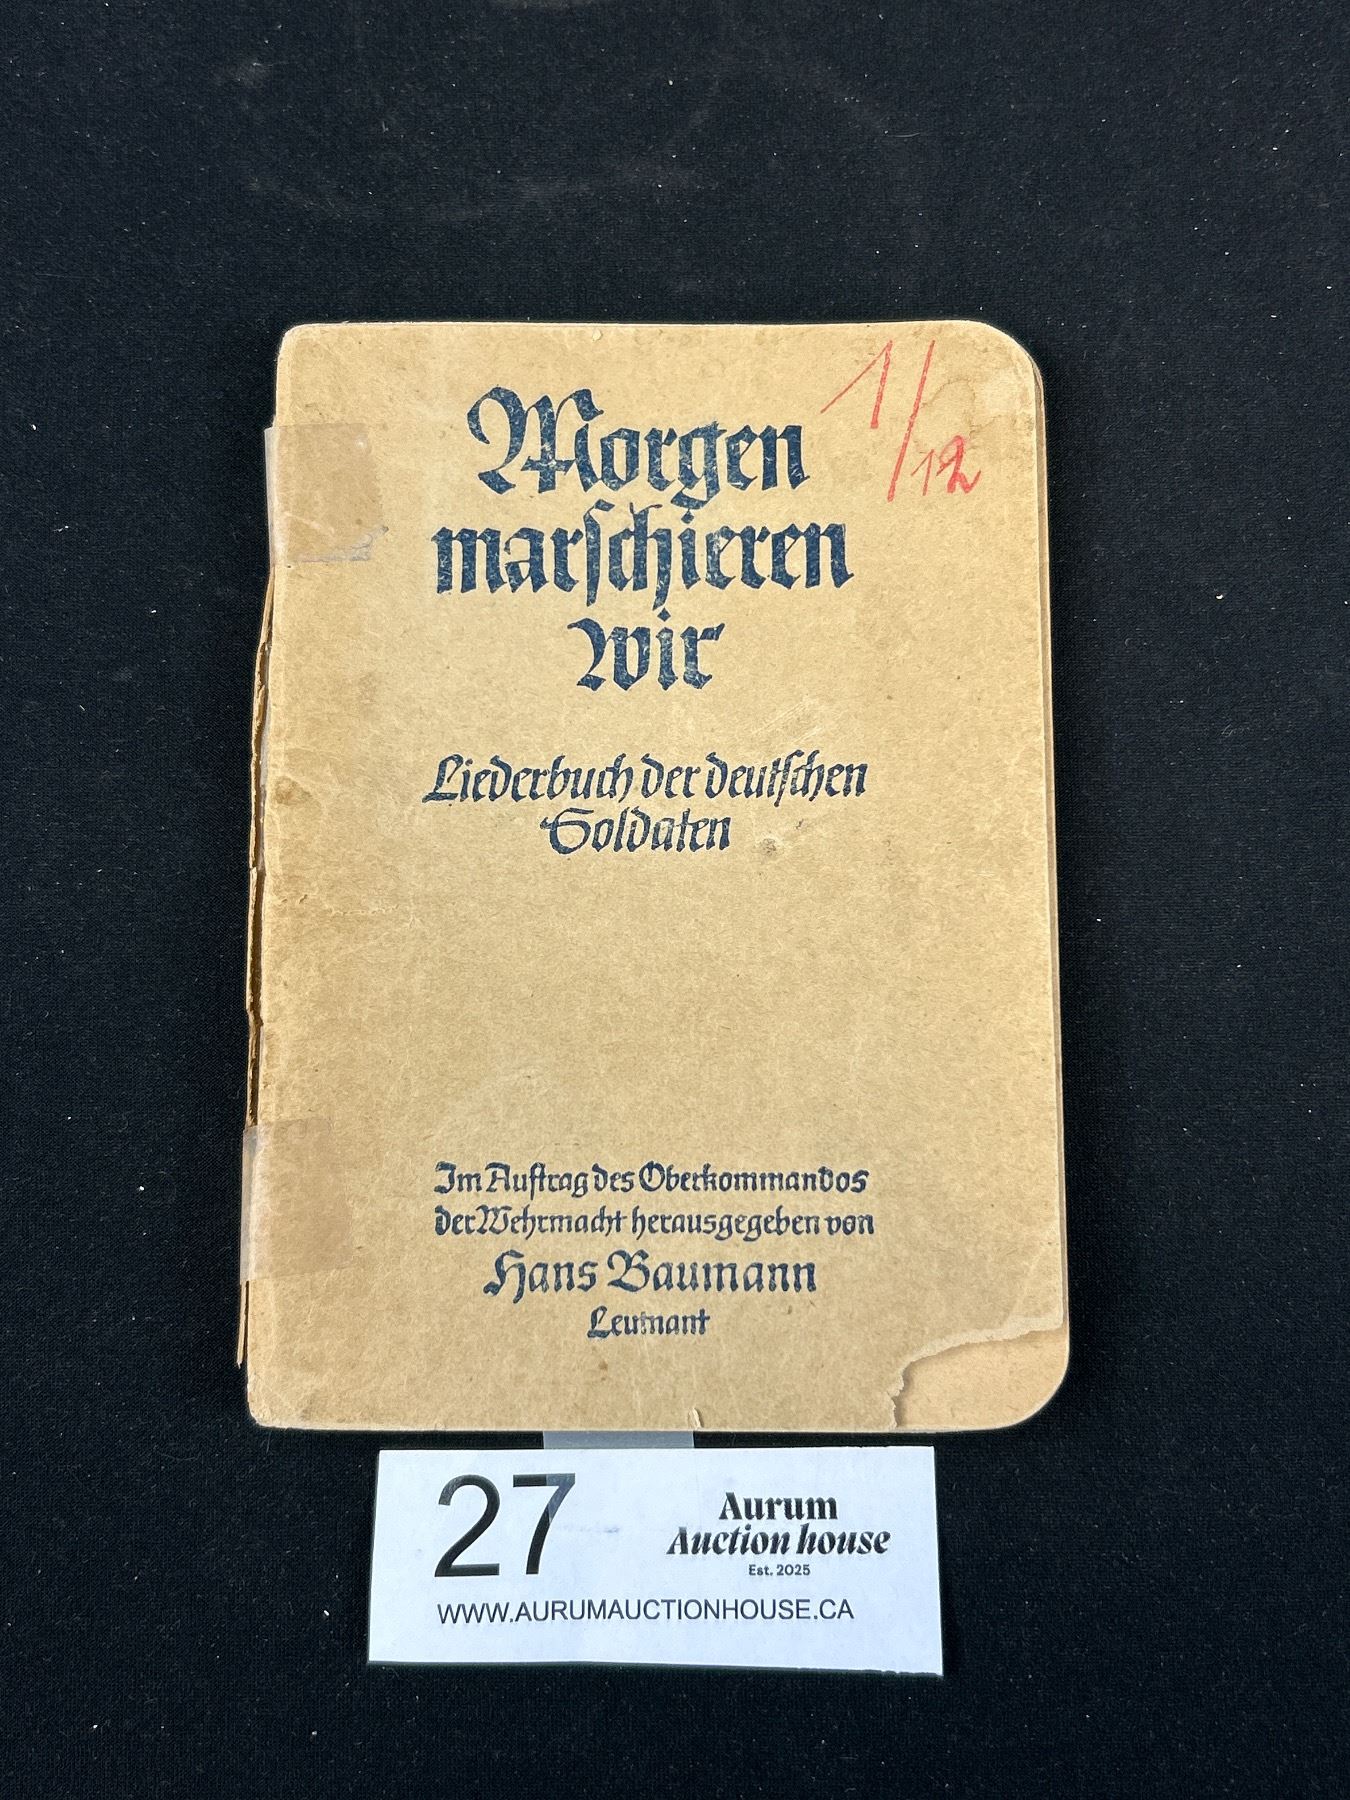 1/12
Morgen
marschieren
wir
Liederbuch der deutschen
Soldaten
Im Auftrag des Oberkommandos
der Wehrmacht herausgegeben von
Hans Baumann
Leutnant
27
Aurum
Auction house
Est. 2025
WWW.AURUMAUCTIONHOUSE.CA